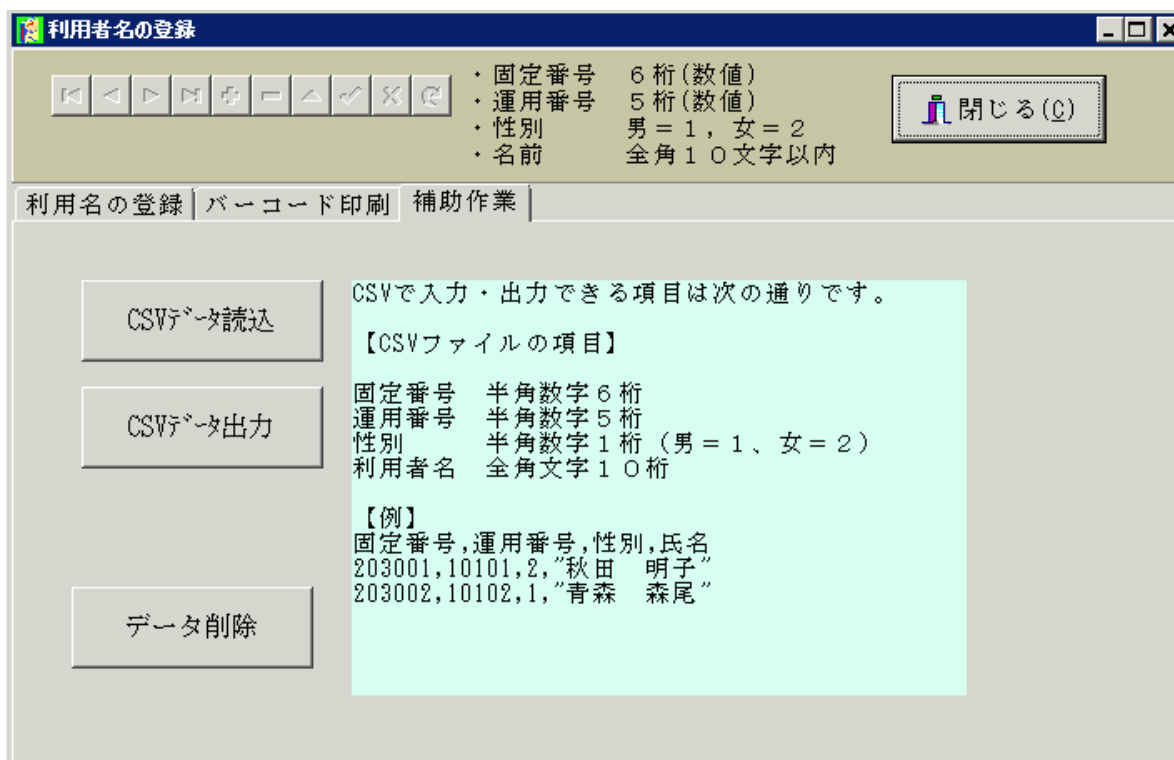 利用者名の登録
・固定番号　６桁(数値)
・運用番号　５桁(数値)
・性別　　　男＝１，女＝２
・名前　　　全角１０文字以内
閉じる(C)
利用名の登録
バーコード印刷
補助作業
CSVﾃﾞｰﾀ読込
CSVﾃﾞｰﾀ出力
データ削除
CSVで入力・出力できる項目は次の通りです。
【CSVファイルの項目】
固定番号　半角数字６桁
運用番号　半角数字５桁
性別　　　半角数字１桁（男＝１、女＝２）
利用者名　全角文字１０桁
【例】
固定番号,運用番号,性別,氏名
203001,10101,2,"秋田　明子"
203002,10102,1,"青森　森尾"